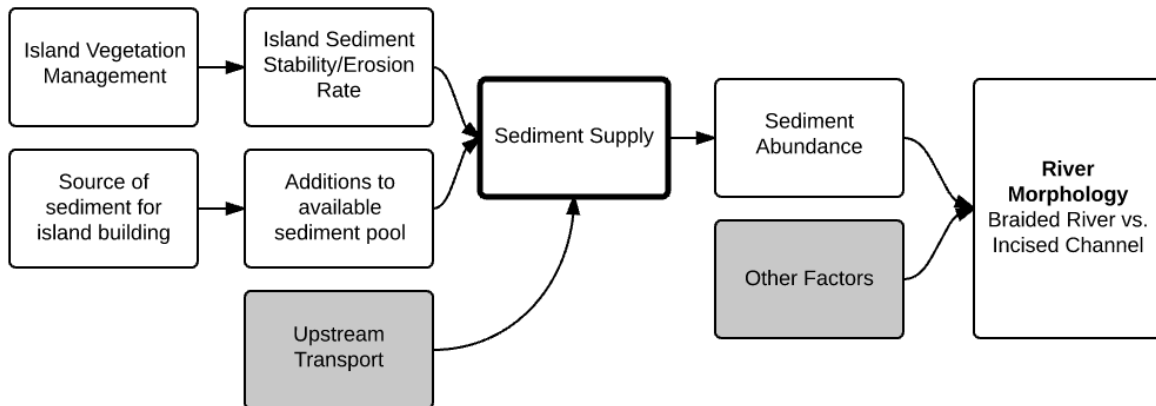 Island Vegetation
Management
Island Sediment
Stability/Erosion
Rate
Source of
sediment for
island building
Additions to
available
sediment pool
Upstream
Transport
Sediment Supply
Sediment
Abundance
Other Factors
River
Morphology
Braided River vs.
Incised Channel